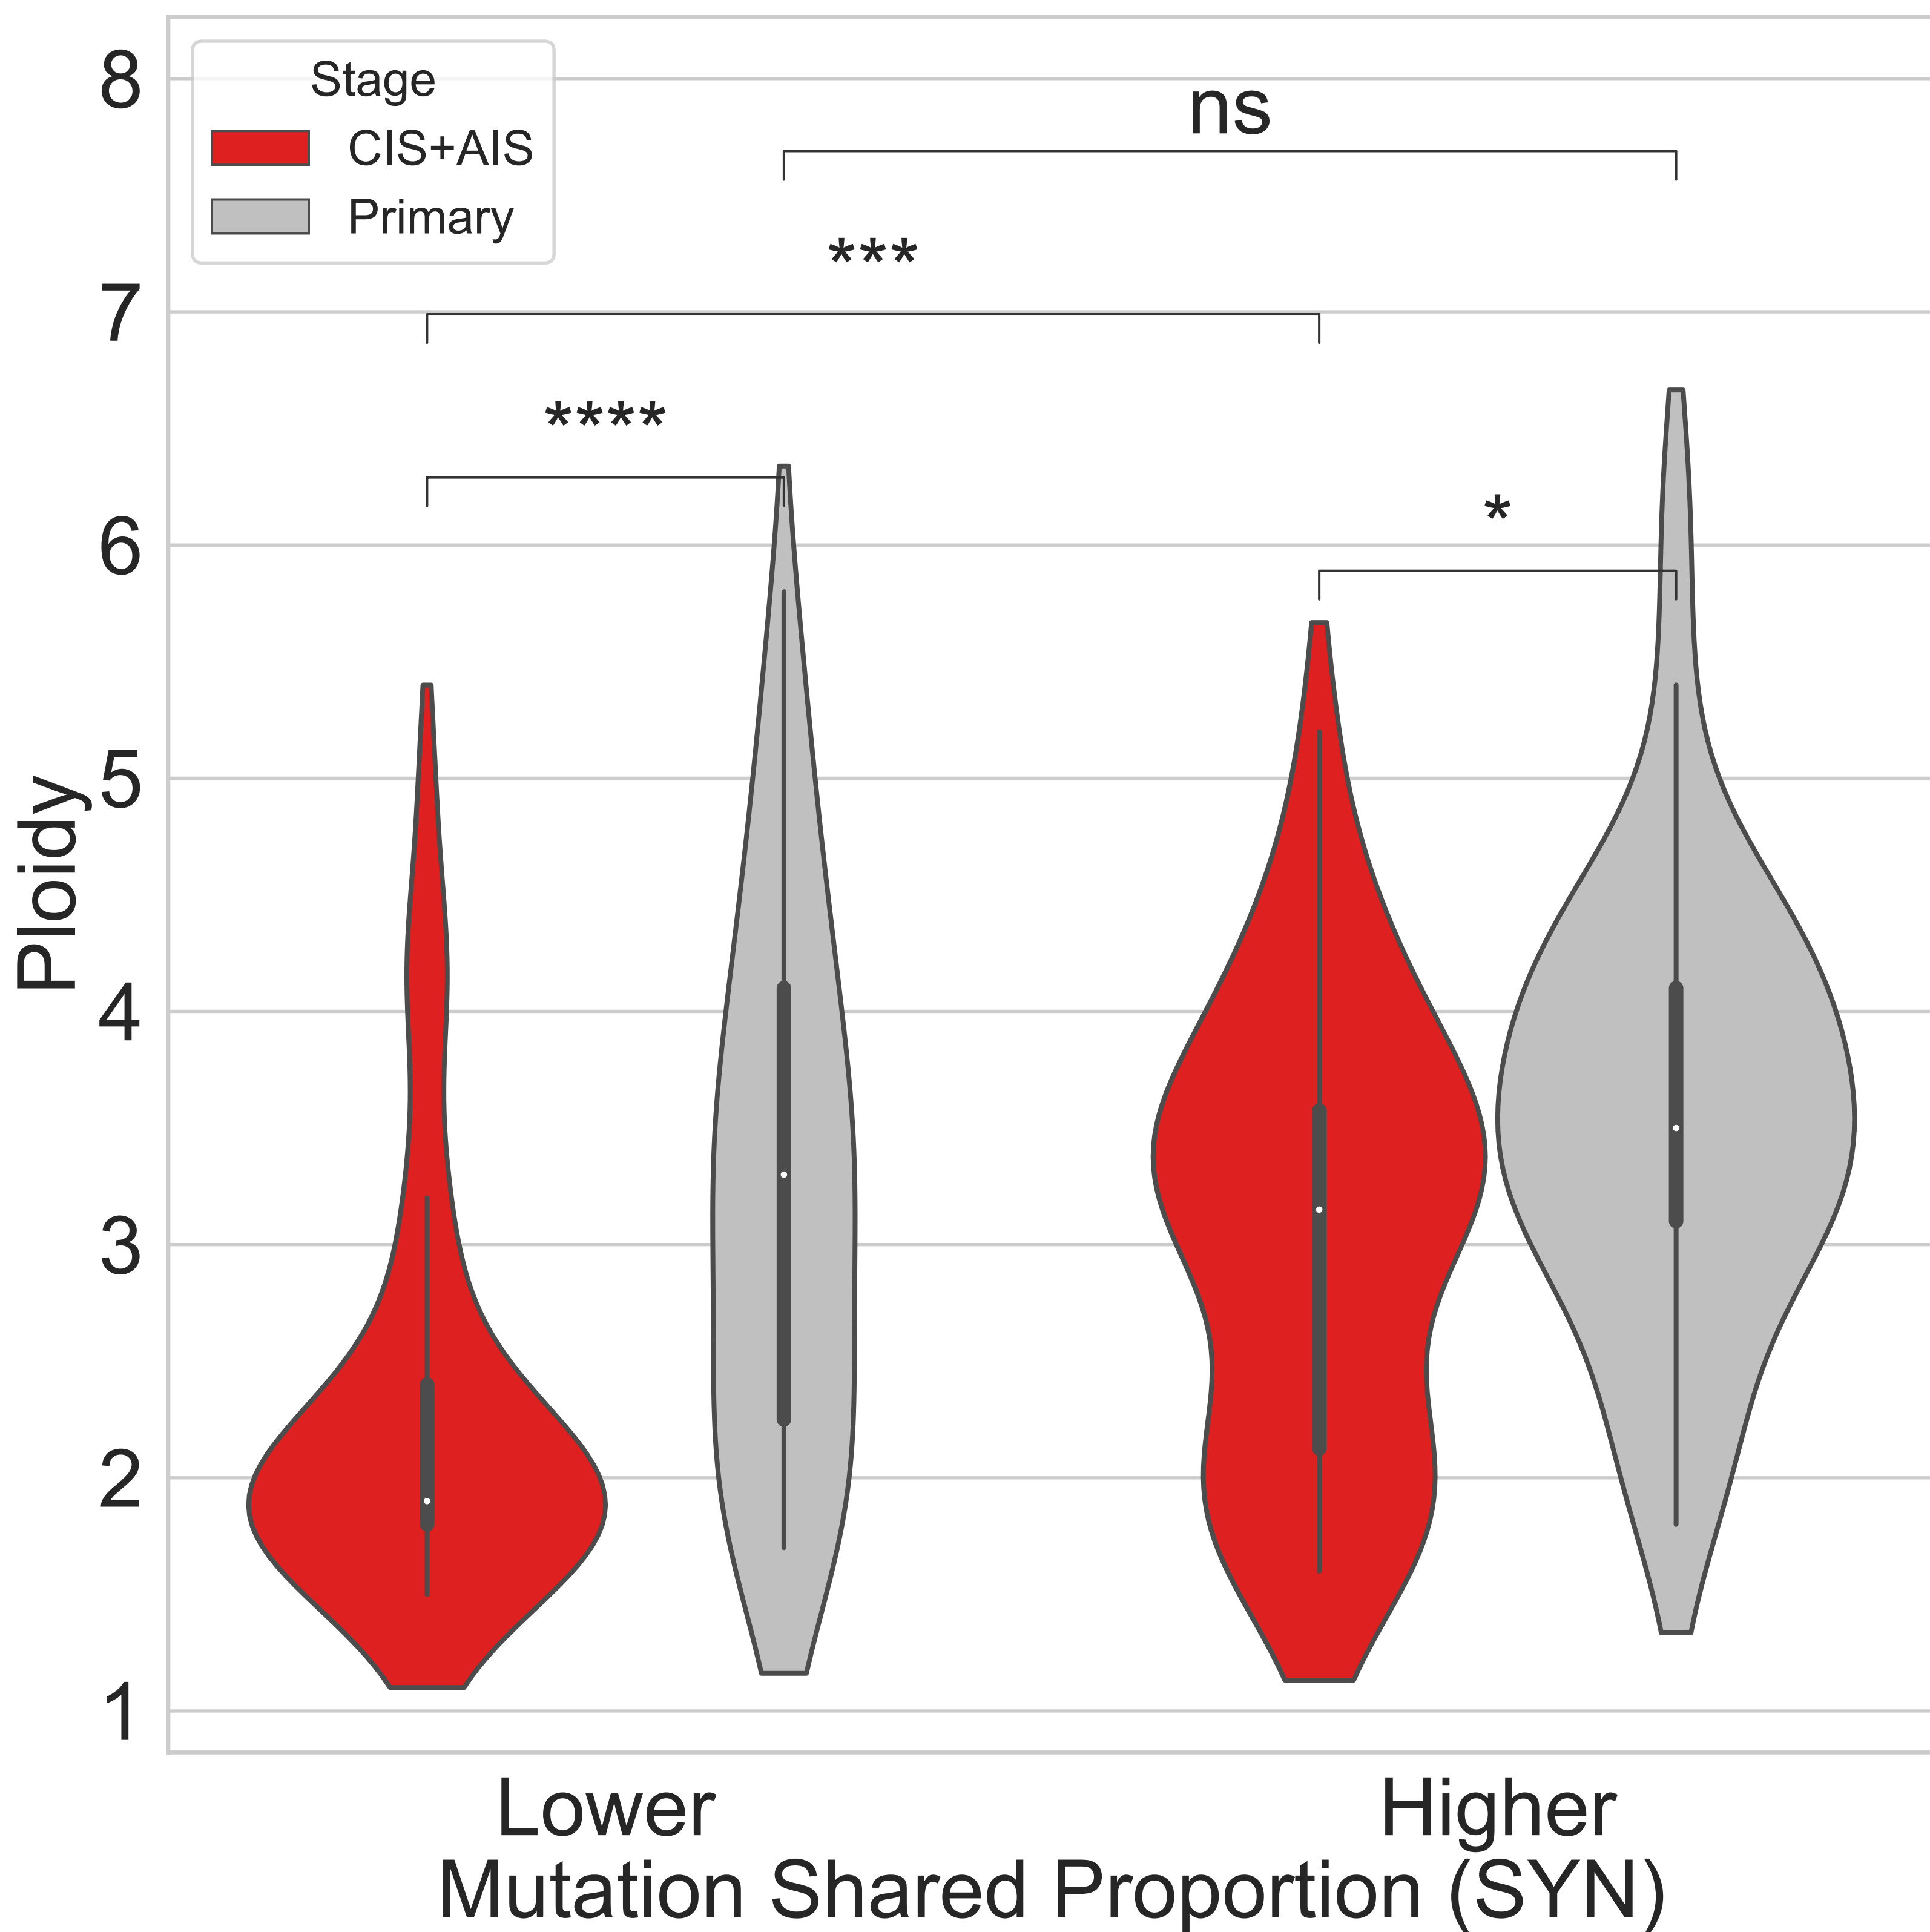 Stage
CIS+AIS
Primary
ns
***
****
*
8
7
6
5
4
3
2
1
Ploidy
Lower
Higher
Mutation Shared Proportion (SYN)